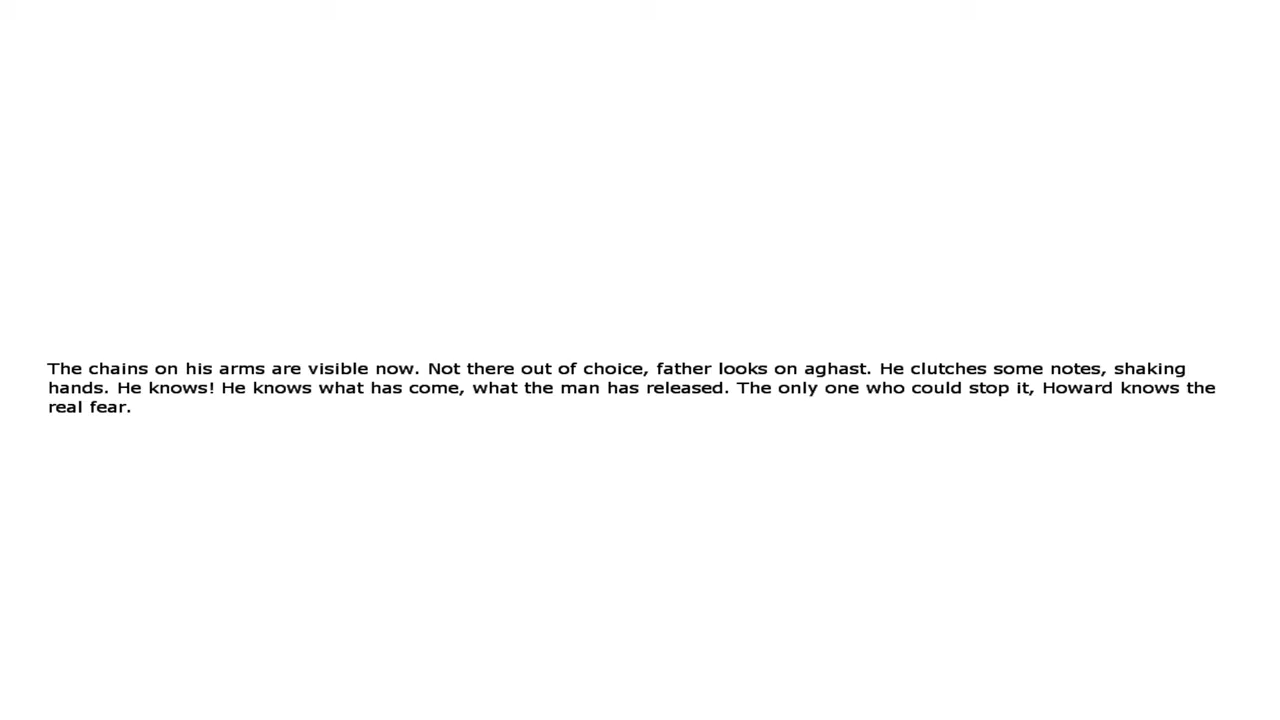 The chains on his arms are visible now. Not there out of choice, father looks on aghast. He clutches some notes, shaking
hands. He knows! He knows what has come, what the man has released. The only one who could stop it, Howard knows the
real fear.